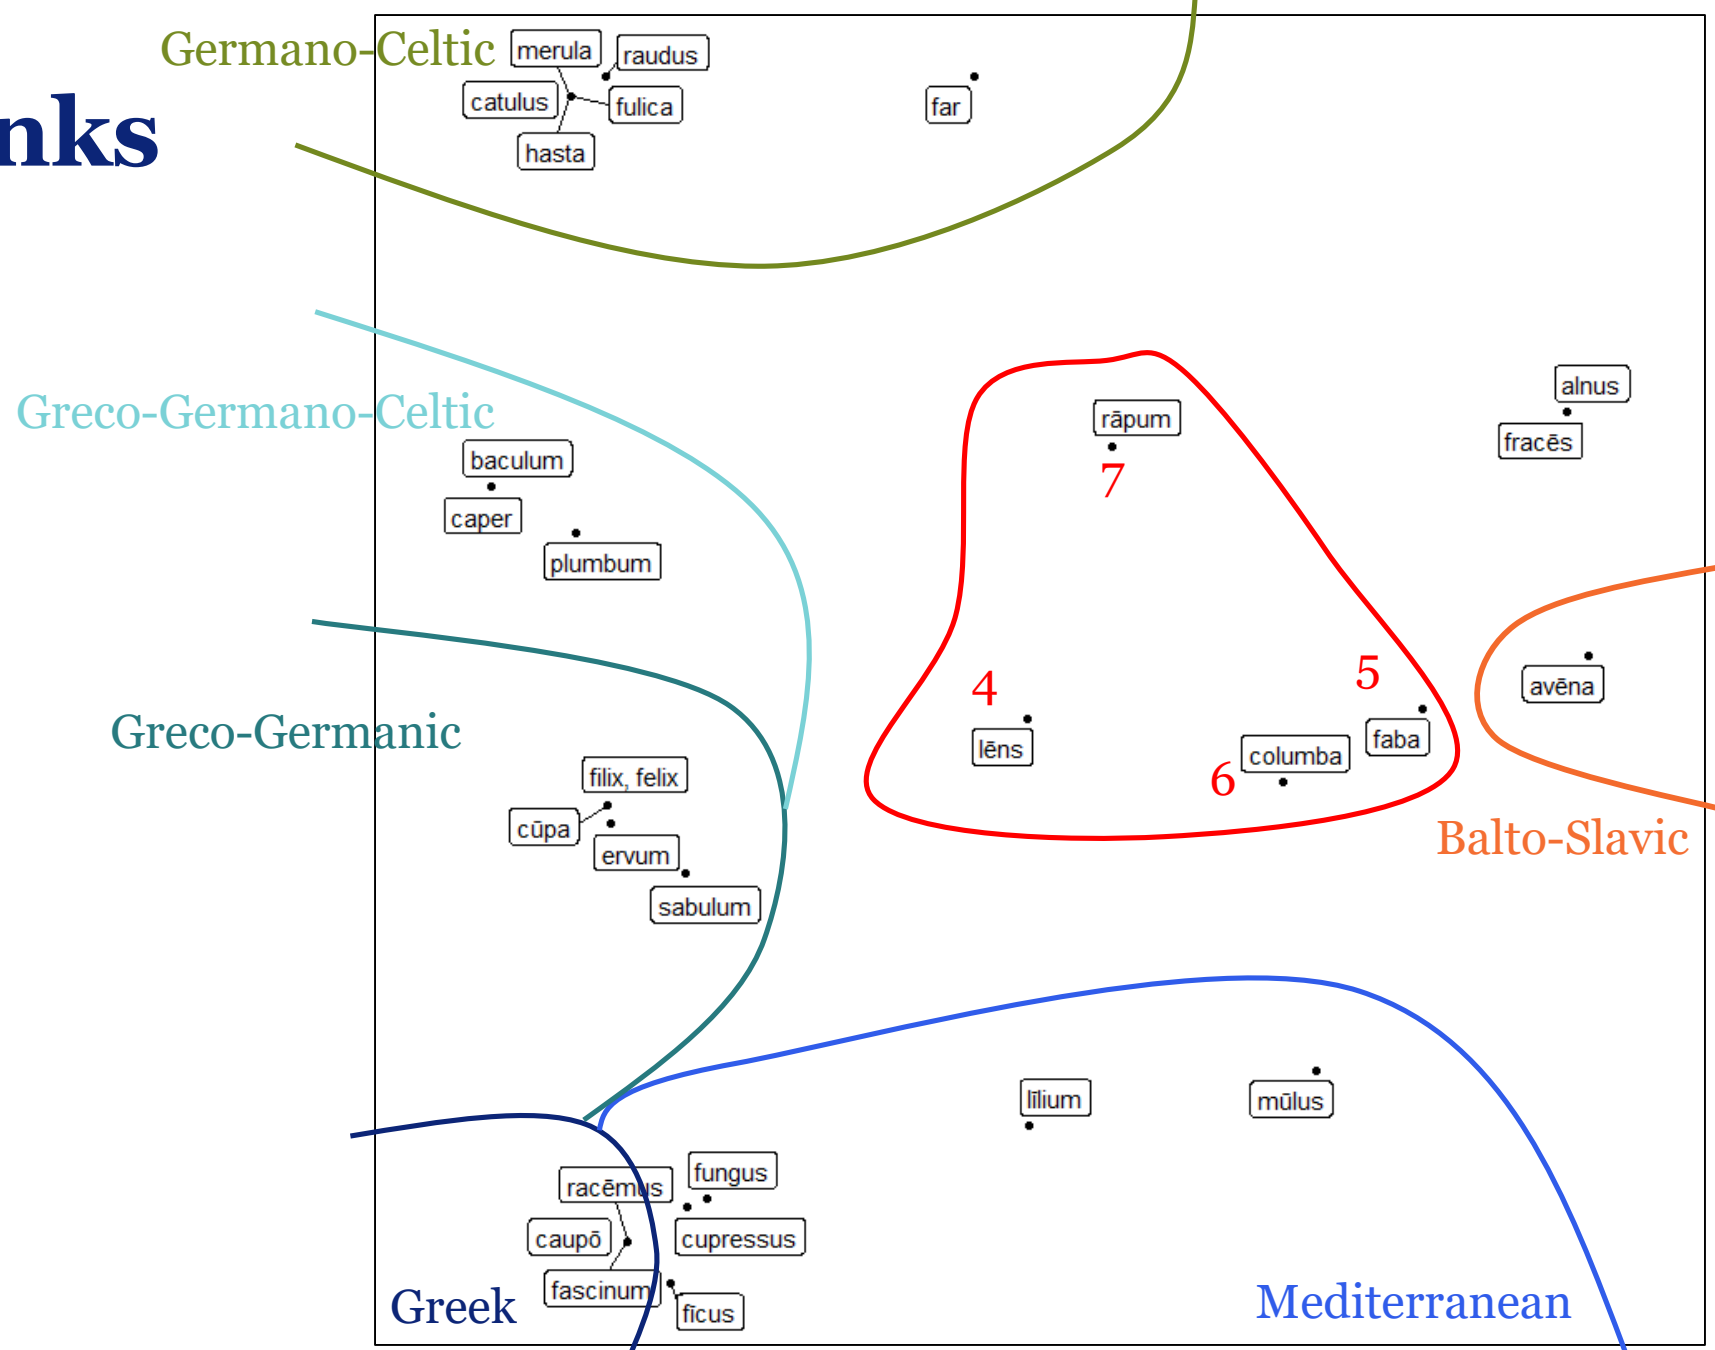 Germano-Celtic
merula
raudus
catulus
fulica
hasta
far
nks
alnus
fracēs
rāpum
7
Greco-Germano-Celtic
baculum
caper
plumbum
avēna
4
lēns
5
faba
columba
6
Balto-Slavic
Greco-Germanic
filix, felix
cūpa
ervum
sabulum
līlium
mūlus
racēmus
fungus
caupō
cupressus
fascinum
fīcus
Greek
Mediterranean